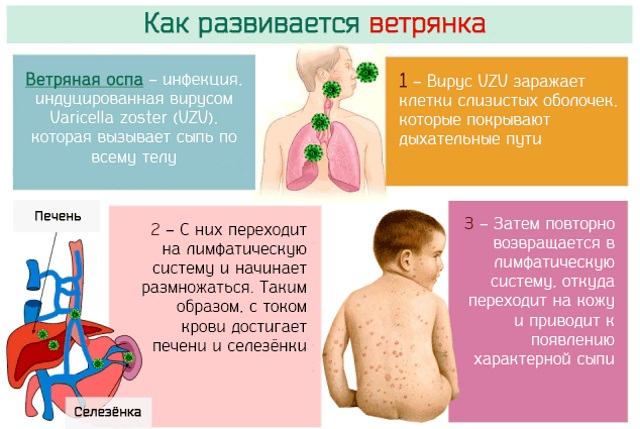 Как развивается ветрянка
Ветряная оспа – инфекция,
индуцированная вирусом
Varicella zoster (VZV),
которая вызывает сыпь по
всему телу
1 – Вирус VZV заражает
клетки слизистых оболочек,
которые покрывают
дыхательные пути
Печень
Селезёнка
2 – С них переходит
на лимфатическую
систему и начинает
размножаться. Таким
образом, с током
крови достигает
печени и селезёнки
3 – Затем повторно
возвращается в
лимфатическую
систему, откуда
переходит на кожу
и приводит к
появлению
характерной сыпи